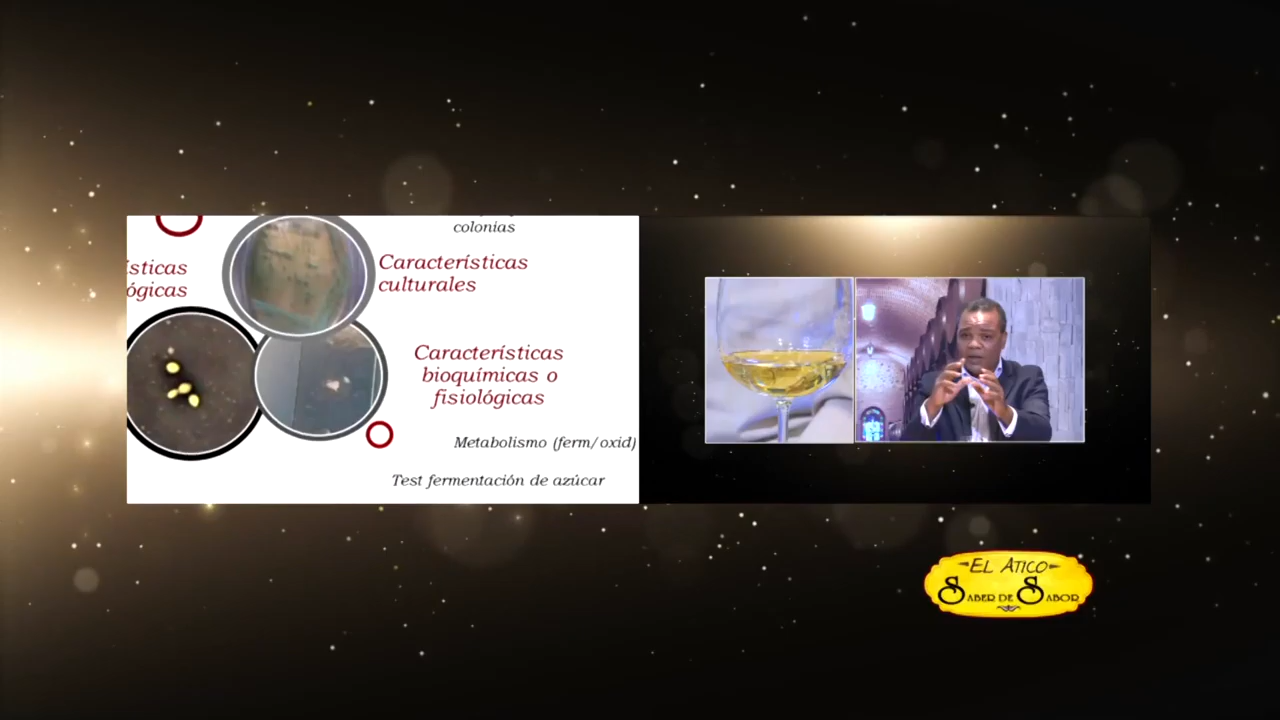 colonias
ísticas
ógicas
Características
culturales
Características
bioquímicas o
fisiológicas
Metabolismo (ferm/oxid)
Test fermentación de azúcar
EL ATICO
SABER DE SABOR